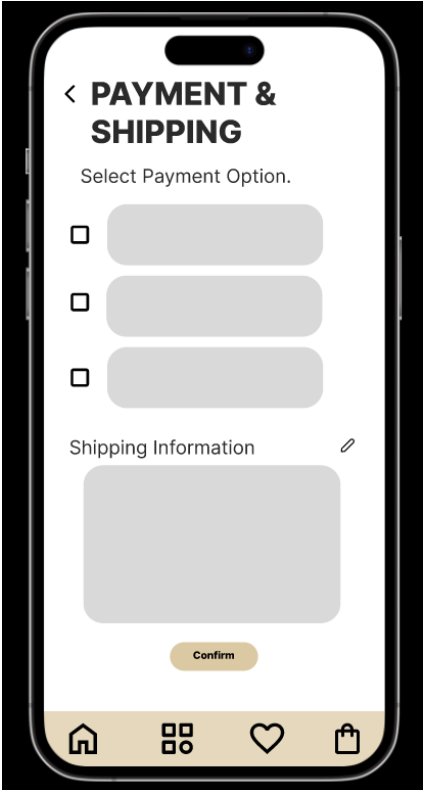 PAYMENT &
SHIPPING
Select Payment Option.
Shipping Information
Confirm